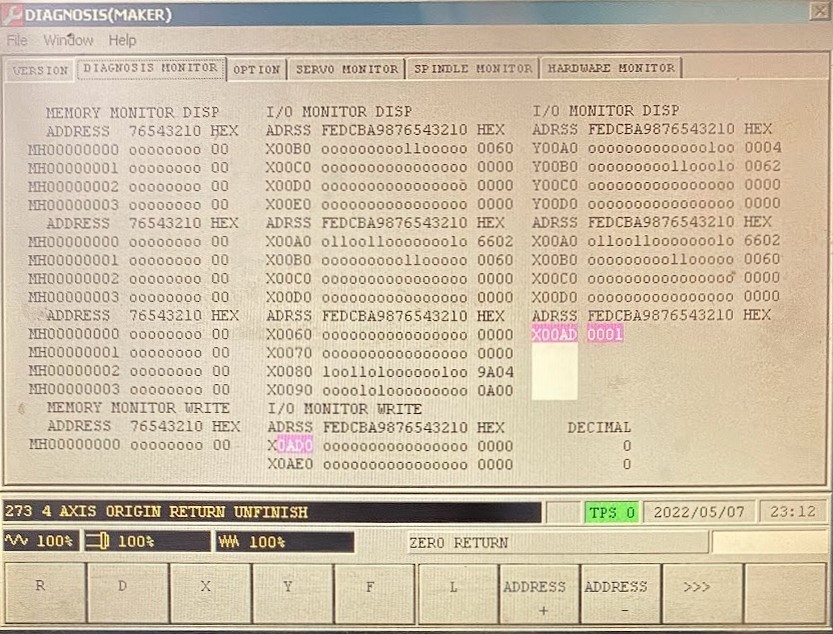 DIAGNOSIS(MAKER)
File Window Help
VERSION DIAGNOSIS MONITOR OPTION SERVO MONITOR SPINDLE MONITOR HARDWARE MONITOR
MEMORY MONITOR DISP I/O MONITOR DISP I/O MONITOR DISP
ADDRESS 76543210 HEX ADRSS FEDCBA9876543210 HEX ADRSS FEDCBA9876543210 HEX
MH00000000 oooooooo 00 X00B0 ooooooooollooooo 0060 Y00A0 oooooooooooooloo 0004
MH00000001 oooooooo 00 X00C0 oooooooooooooooo 0000 Y00B0 ooooooooollooolo 0062
MH00000002 oooooooo 00 X00D0 oooooooooooooooo 0000 Y00C0 oooooooooooooooo 0000
MH00000003 oooooooo 00 X00E0 oooooooooooooooo 0000 Y00D0 oooooooooooooooo 0000
ADDRESS 76543210 HEX ADRSS FEDCBA9876543210 HEX ADRSS FEDCBA9876543210 HEX
MH00000000 oooooooo 00 X00A0 olloollooooooolo 6602 X00A0 olloollooooooolo 6602
MH00000001 oooooooo 00 X00B0 ooooooooollooooo 0060 X00B0 ooooooooollooooo 0060
MH00000002 oooooooo 00 X00C0 oooooooooooooooo 0000 X00C0 oooooooooooooooo 0000
MH00000003 oooooooo 00 X00D0 oooooooooooooooo 0000 X00D0 oooooooooooooooo 0000
ADDRESS 76543210 HEX ADRSS FEDCBA9876543210 HEX ADRSS FEDCBA9876543210 HEX
MH00000000 oooooooo 00 X0060 oooooooooooooooo 0000 X00AD 0001
MH00000001 oooooooo 00 X0070 oooooooooooooooo 0000
MH00000002 oooooooo 00 X0080 loollolooooooloo 9A04
MH00000003 oooooooo 00 X0090 oooololooooooooo 0A00
MEMORY MONITOR WRITE I/O MONITOR WRITE
ADDRESS 76543210 HEX ADRSS FEDCBA9876543210 HEX DECIMAL
MH00000000 oooooooo 00 X0AD0 oooooooooooooooo 0000 0
X0AE0 oooooooooooooooo 0000 0
273 4 AXIS ORIGIN RETURN UNFINISH TPS 0 2022/05/07 23:12
100% 100% 100% ZERO RETURN
R D X Y F L ADDRESS + ADDRESS - >>>